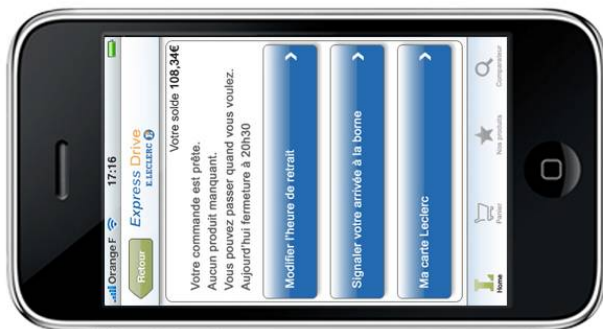 Orange F 17:16
Retour
Express Drive
E.LECLERC
Votre solde 108,34€
Votre commande est prête.
Aucun produit manquant.
Vous pouvez passer quand vous voulez.
Aujourd'hui fermeture à 20h30
Modifier l'heure de retrait
Signaler votre arrivée à la borne
Ma carte Leclerc
Home
Panier
Nos produits
Comparateur